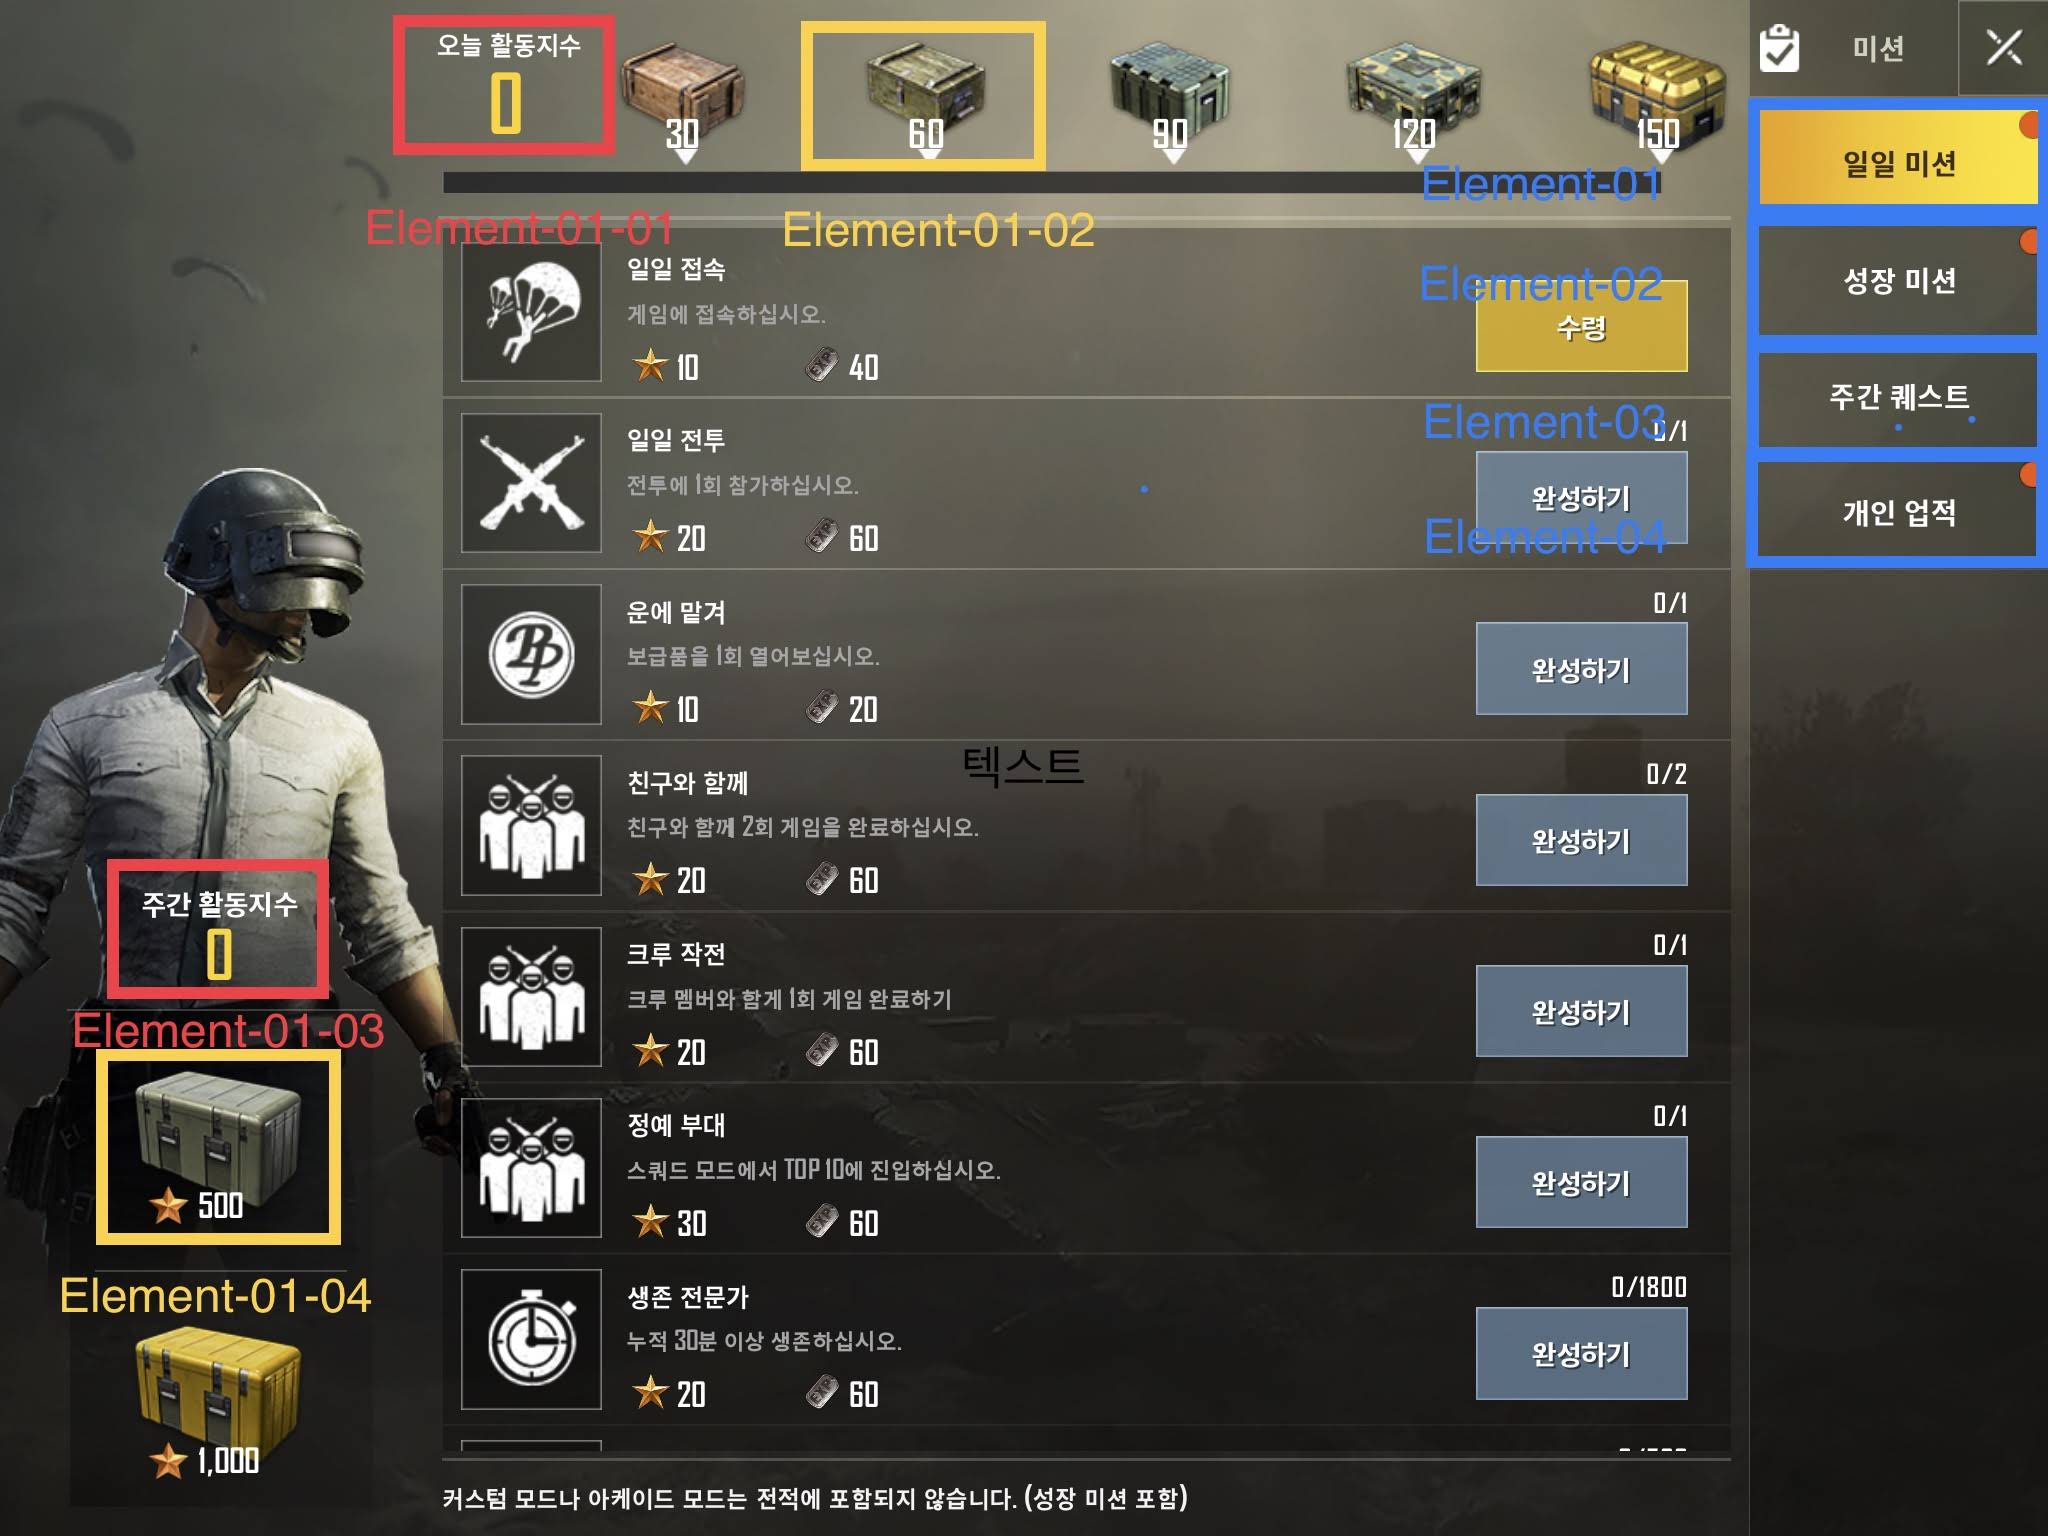 오늘 활동지수
0
30
60
90
120
150
미션
Element-01
일일 미션
Element-01-01
Element-01-02
일일 접속
게임에 접속하십시오.
10
EXP 40
Element-02
수령
성장 미션
일일 전투
전투에 1회 참가하십시오.
20
EXP 60
Element-03
0/1
완성하기
주간 퀘스트
Element-04
개인 업적
운에 맡겨
보급품을 1회 열어보십시오.
10
EXP 20
0/1
완성하기
텍스트
친구와 함께
친구와 함께 2회 게임을 완료하십시오.
20
EXP 60
0/2
완성하기
주간 활동지수
0
Element-01-03
500
Element-01-04
1,000
크루 작전
크루 멤버와 함게 1회 게임 완료하기
20
EXP 60
0/1
완성하기
정예 부대
스쿼드 모드에서 TOP 10에 진입하십시오.
30
EXP 60
0/1
완성하기
생존 전문가
누적 30분 이상 생존하십시오.
20
EXP 60
0/1800
완성하기
커스텀 모드나 아케이드 모드는 전적에 포함되지 않습니다. (성장 미션 포함)